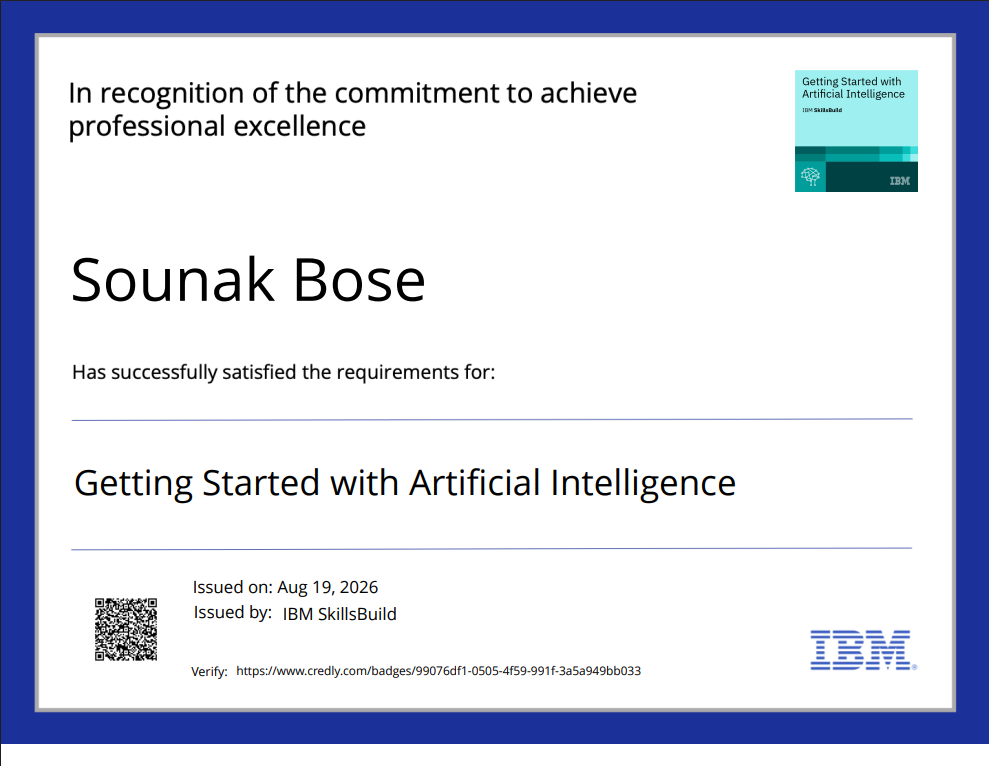 In recognition of the commitment to achieve
professional excellence
Getting Started with
Artificial Intelligence
IBM SkillsBuild
IBM
Sounak Bose
Has successfully satisfied the requirements for:
Getting Started with Artificial Intelligence
Issued on: Aug 19, 2026
Issued by: IBM SkillsBuild
IBM®
Verify: https://www.credly.com/badges/99076df1-0505-4f59-991f-3a5a949bb033